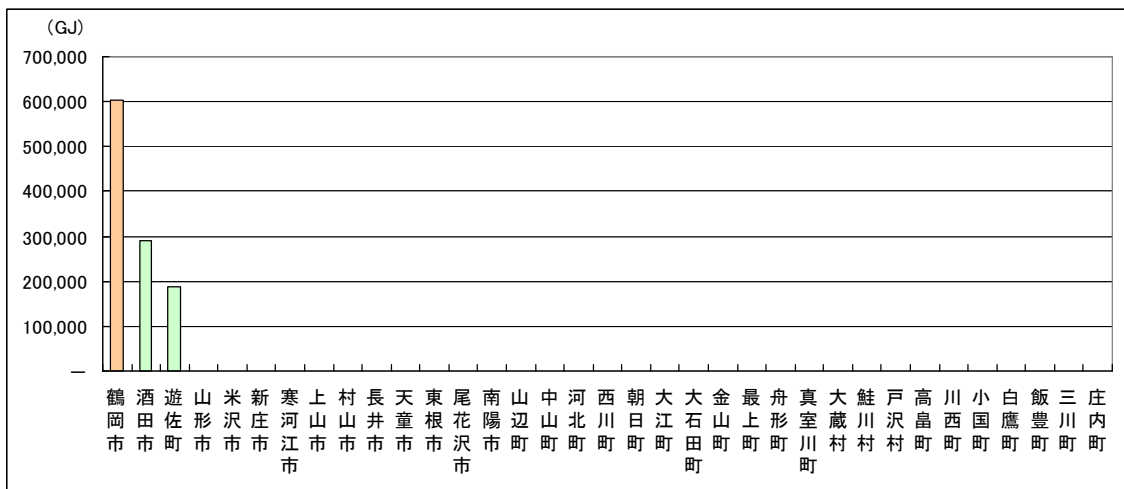 （GJ）
700,000
600,000
500,000
400,000
300,000
200,000
100,000
—
鶴岡市
酒田市
遊佐町
山形市
米沢市
新庄市
寒河江市
上山市
村山市
長井市
天童市
東根市
尾花沢市
南陽市
山辺町
中山町
河北町
西川町
朝日町
大江町
大石田町
金山町
最上町
舟形町
真室川町
大蔵村
鮭川村
戸沢村
高畠町
川西町
小国町
白鷹町
飯豊町
三川町
庄内町